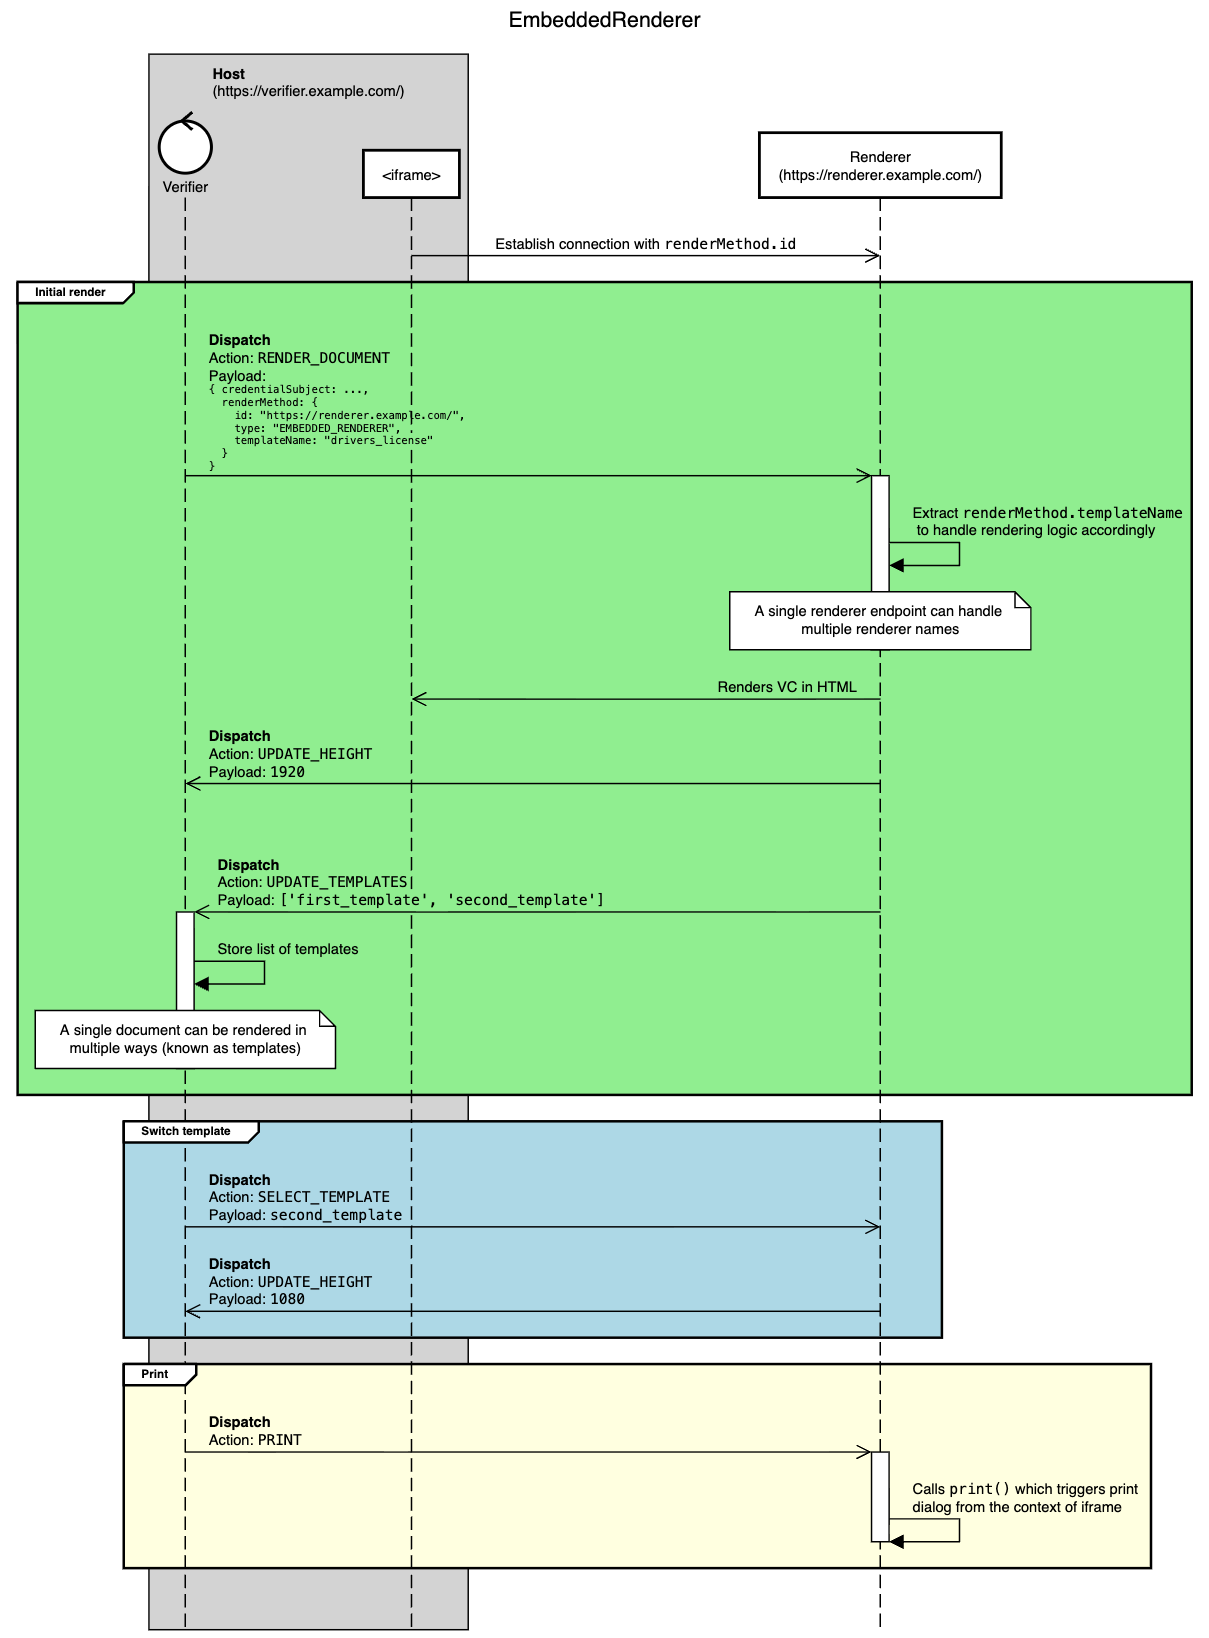 EmbeddedRenderer
Host
(https://verifier.example.com/)
Verifier
<iframe>
Renderer
(https://renderer.example.com/)
Establish connection with renderMethod.id
Initial render
Dispatch
Action: RENDER_DOCUMENT
Payload:
{ credentialSubject: ...,
renderMethod: {
id: "https://renderer.example.com/",
type: "EMBEDDED_RENDERER",
templateName: "drivers_license"
}
}
Extract renderMethod.templateName
to handle rendering logic accordingly
A single renderer endpoint can handle
multiple renderer names
Renders VC in HTML
Dispatch
Action: UPDATE_HEIGHT
Payload: 1920
Dispatch
Action: UPDATE_TEMPLATES
Payload: ['first_template', 'second_template']
Store list of templates
A single document can be rendered in
multiple ways (known as templates)
Switch template
Dispatch
Action: SELECT_TEMPLATE
Payload: second_template
Dispatch
Action: UPDATE_HEIGHT
Payload: 1080
Print
Dispatch
Action: PRINT
Calls print() which triggers print
dialog from the context of iframe